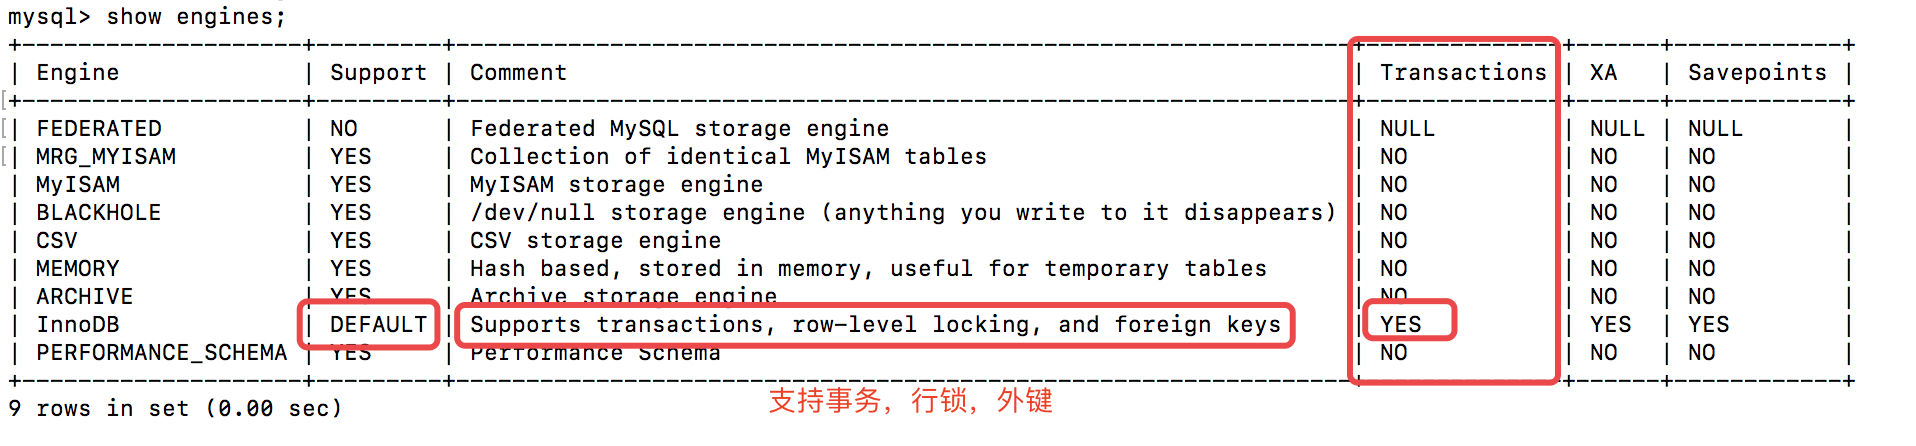 mysql> show engines;
+--------------------+---------+----------------------------------------------------------------+--------------+------+------------+
| Engine             | Support | Comment                                                        | Transactions | XA   | Savepoints |
+--------------------+---------+----------------------------------------------------------------+--------------+------+------------+
| FEDERATED          | NO      | Federated MySQL storage engine                                 | NULL         | NULL | NULL       |
| MRG_MYISAM         | YES     | Collection of identical MyISAM tables                          | NO           | NO   | NO         |
| MyISAM             | YES     | MyISAM storage engine                                          | NO           | NO   | NO         |
| BLACKHOLE          | YES     | /dev/null storage engine (anything you write to it disappears) | NO           | NO   | NO         |
| CSV                | YES     | CSV storage engine                                             | NO           | NO   | NO         |
| MEMORY             | YES     | Hash based, stored in memory, useful for temporary tables      | NO           | NO   | NO         |
| ARCHIVE            | YES     | Archive storage engine                                         | NO           | NO   | NO         |
| InnoDB             | DEFAULT | Supports transactions, row-level locking, and foreign keys     | YES          | YES  | YES        |
| PERFORMANCE_SCHEMA | YES     | Performance Schema                                             | NO           | NO   | NO         |
+--------------------+---------+----------------------------------------------------------------+--------------+------+------------+
支持事务，行锁，外键
9 rows in set (0.00 sec)